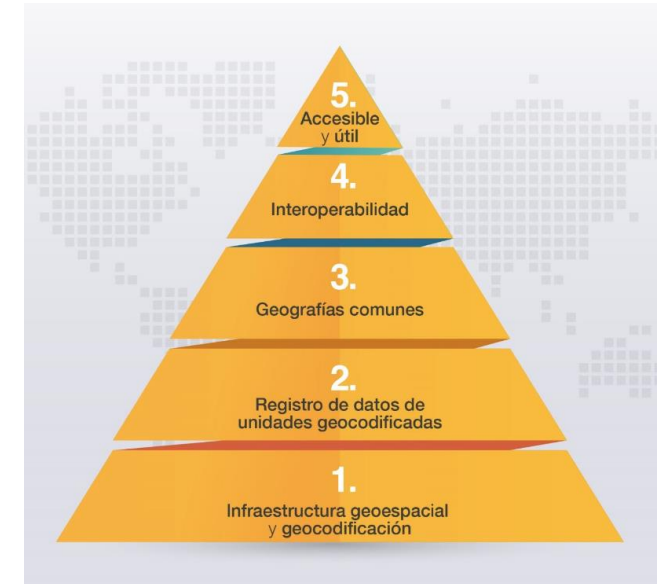 5.
Accesible
y útil
4.
Interoperabilidad
3.
Geografías comunes
2.
Registro de datos de
unidades geocodificadas
1.
Infraestructura geoespacial
y geocodificación